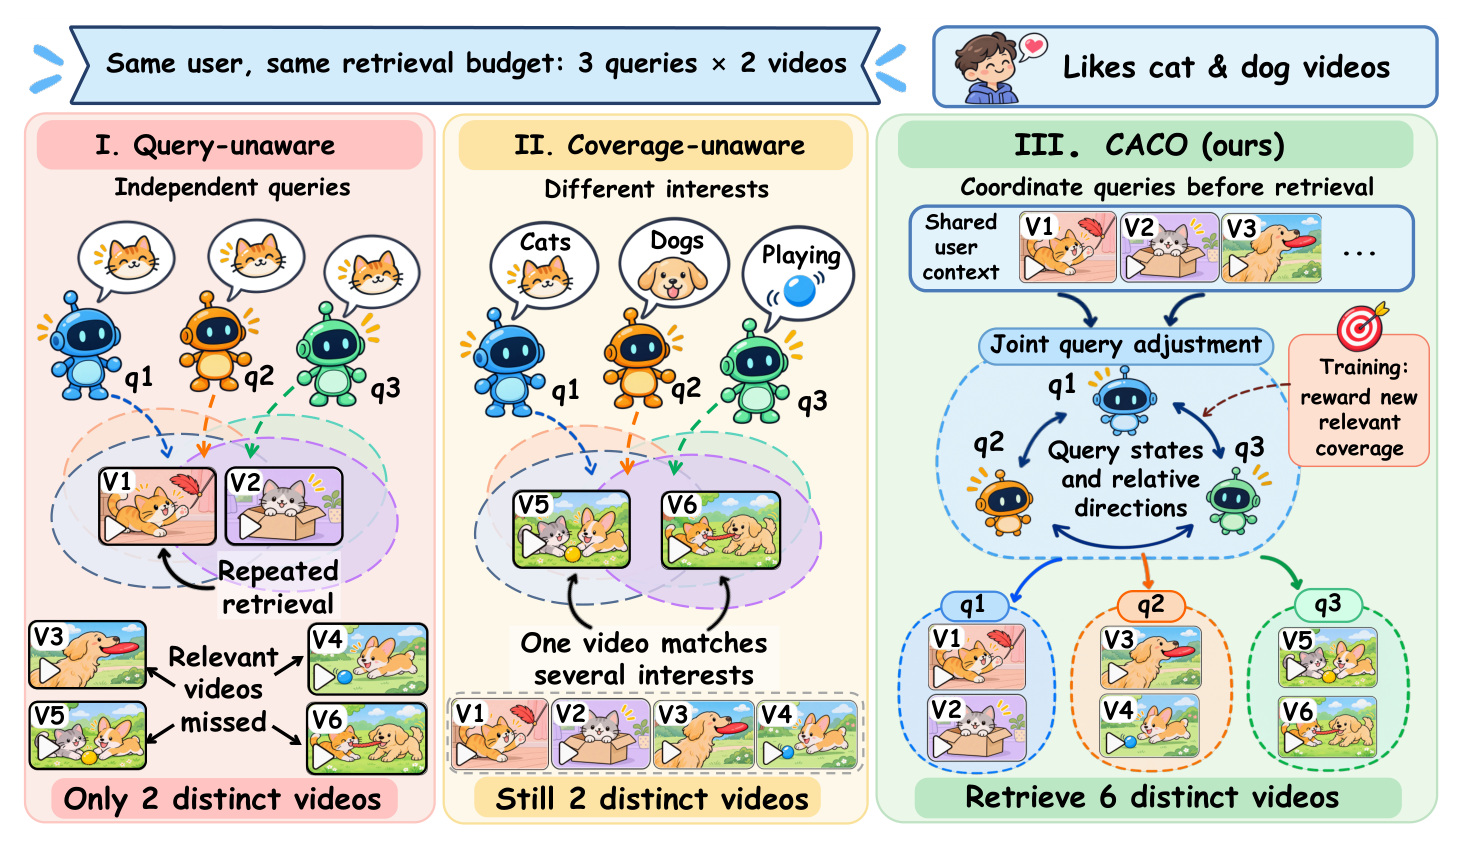 Same user, same retrieval budget: 3 queries × 2 videos
Likes cat & dog videos
I. Query-unaware
Independent queries
q1
q2
q3
V1
V2
Repeated
retrieval
V3
V4
Relevant
videos
missed
V5
V6
Only 2 distinct videos
II. Coverage-unaware
Different interests
Cats
Dogs
Playing
q1
q2
q3
V5
V6
One video matches
several interests
V1
V2
V3
V4
Still 2 distinct videos
III. CACO (ours)
Coordinate queries before retrieval
Shared
user
context
V1
V2
V3
...
Joint query adjustment
Training:
reward new
relevant
coverage
q1
q2
q3
Query states
and relative
directions
q1
q2
q3
V1
V3
V5
V2
V4
V6
Retrieve 6 distinct videos